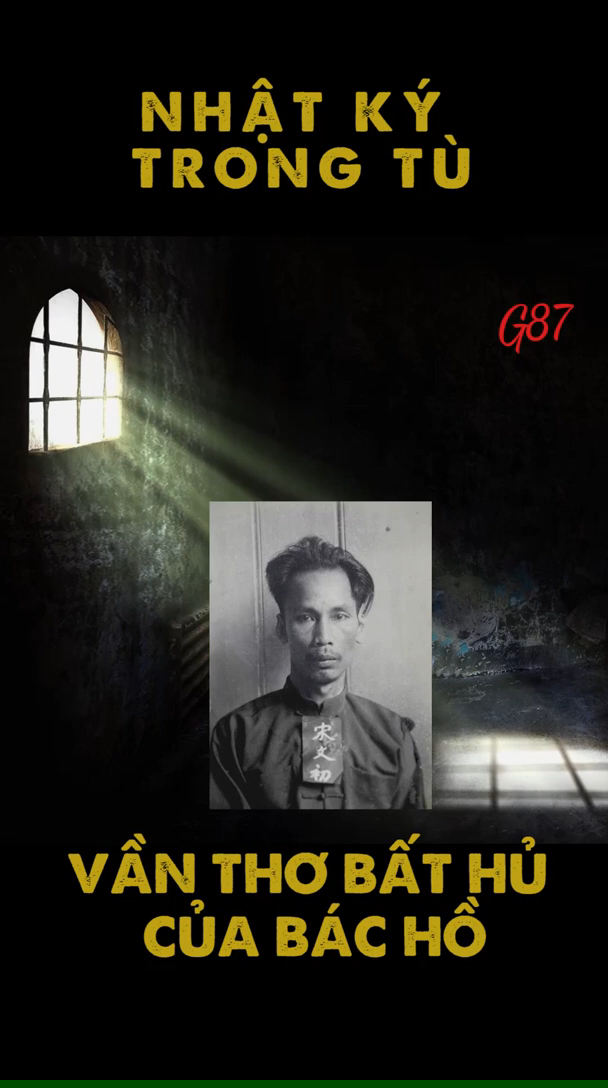 NHẬT KÝ
TRONG TÙ
G87
宋
文
初
VẦN THƠ BẤT HỦ
CỦA BÁC HỒ